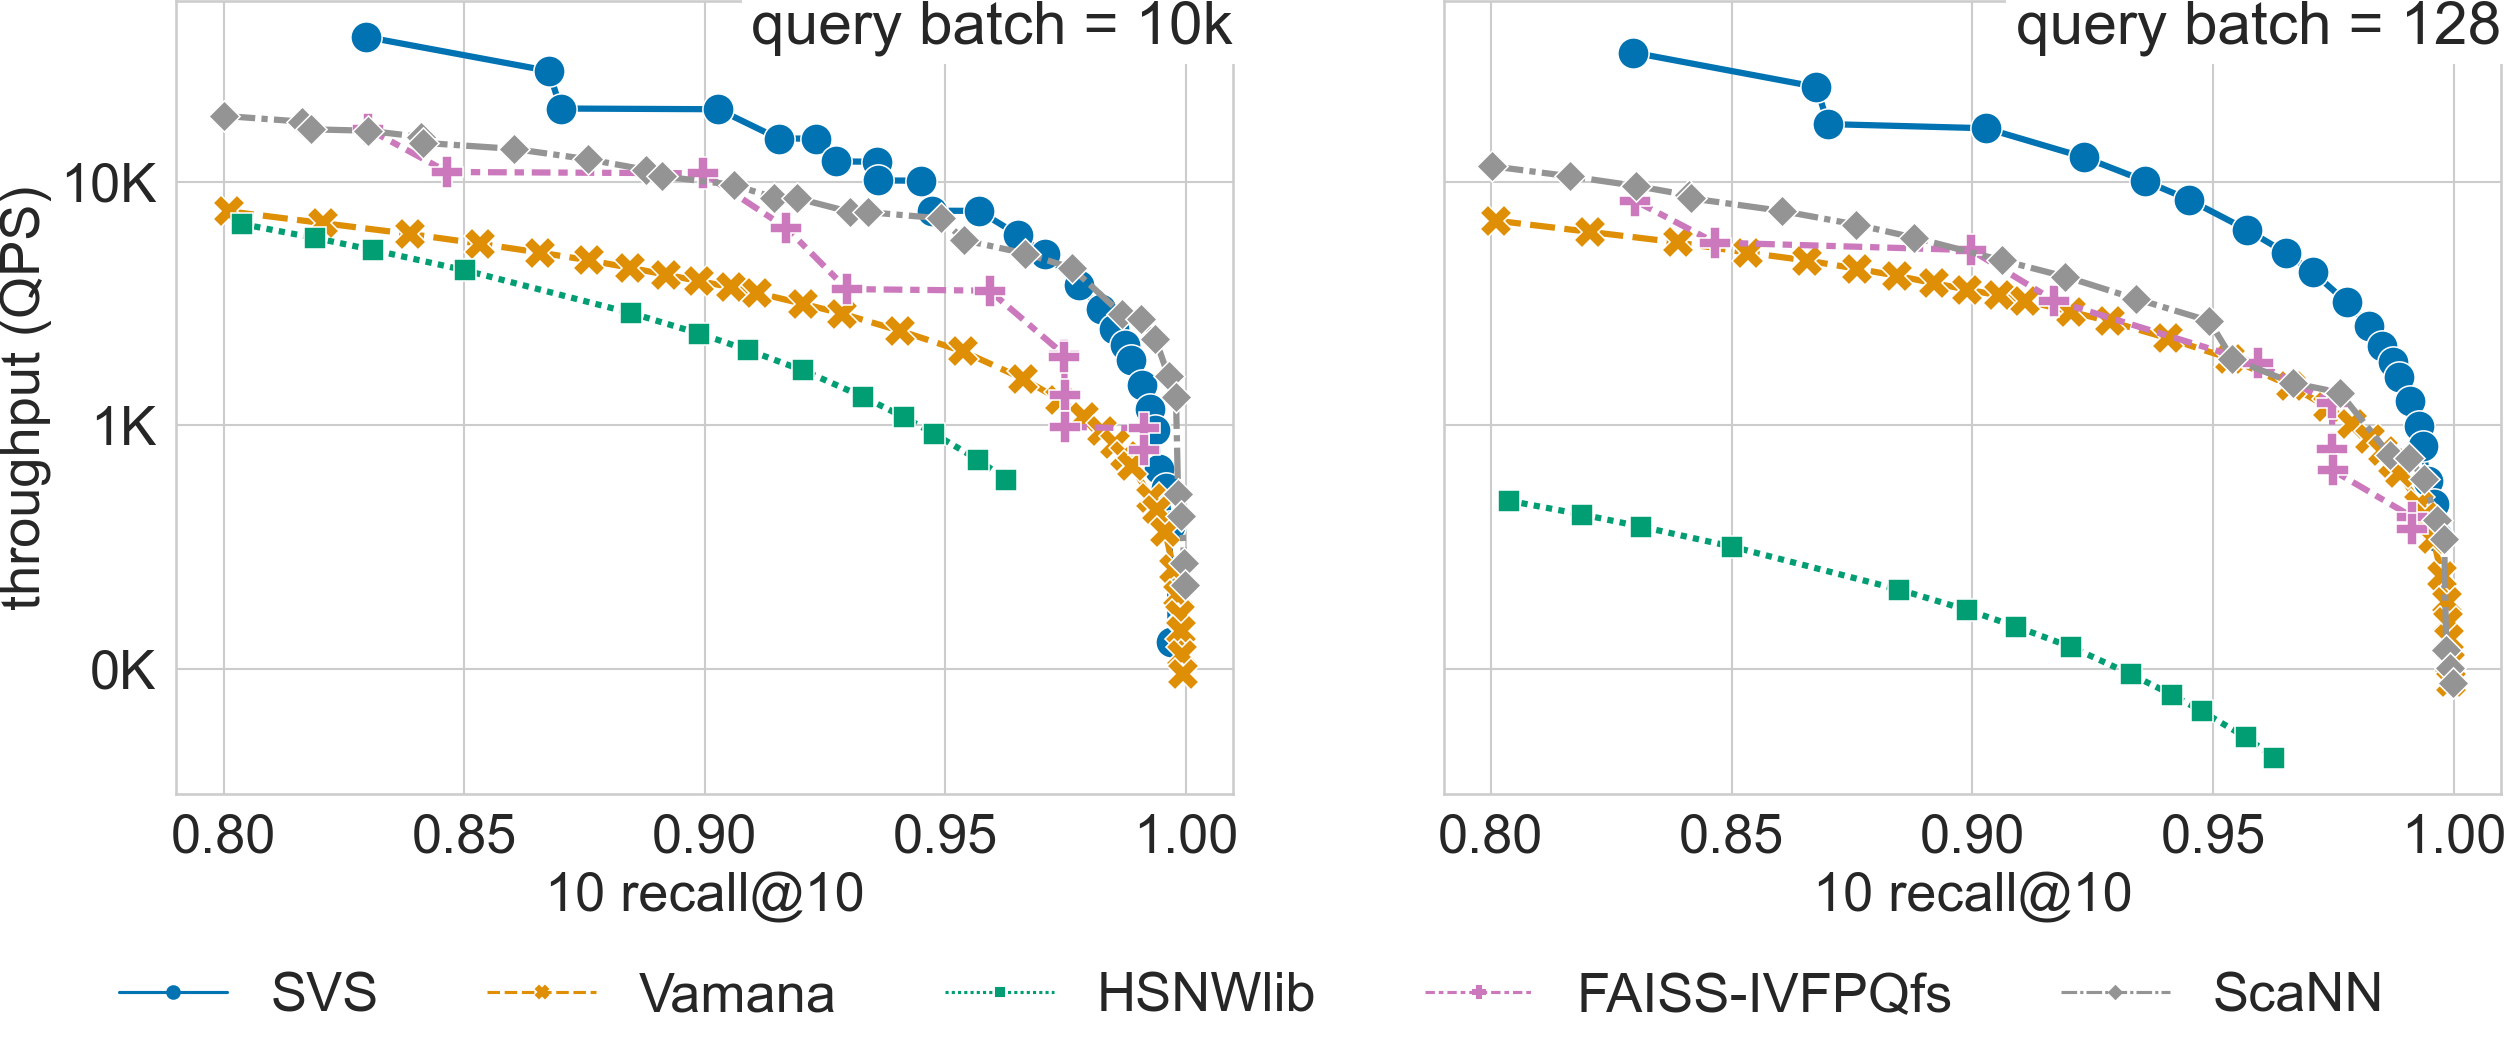 query batch = 10k
query batch = 128
throughput (QPS)
10K
1K
0K
0.80 0.85 0.90 0.95 1.00
0.80 0.85 0.90 0.95 1.00
10 recall@10
10 recall@10
SVS Vamana HSNWlib FAISS-IVFPQfs ScaNN